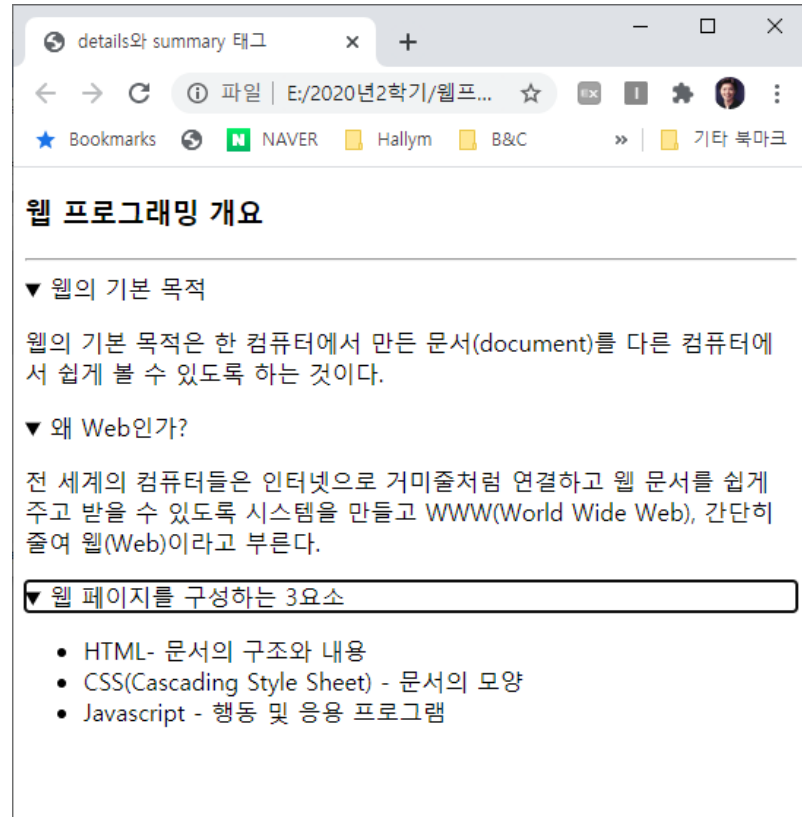 details와 summary 태그
파일 | E:/2020년2학기/웹프...
Bookmarks NAVER Hallym B&C » 기타 북마크
웹 프로그래밍 개요
▼ 웹의 기본 목적
웹의 기본 목적은 한 컴퓨터에서 만든 문서(document)를 다른 컴퓨터에
서 쉽게 볼 수 있도록 하는 것이다.
▼ 왜 Web인가?
전 세계의 컴퓨터들은 인터넷으로 거미줄처럼 연결하고 웹 문서를 쉽게
주고 받을 수 있도록 시스템을 만들고 WWW(World Wide Web), 간단히
줄여 웹(Web)이라고 부른다.
▼ 웹 페이지를 구성하는 3요소
• HTML- 문서의 구조와 내용
• CSS(Cascading Style Sheet) - 문서의 모양
• Javascript - 행동 및 응용 프로그램